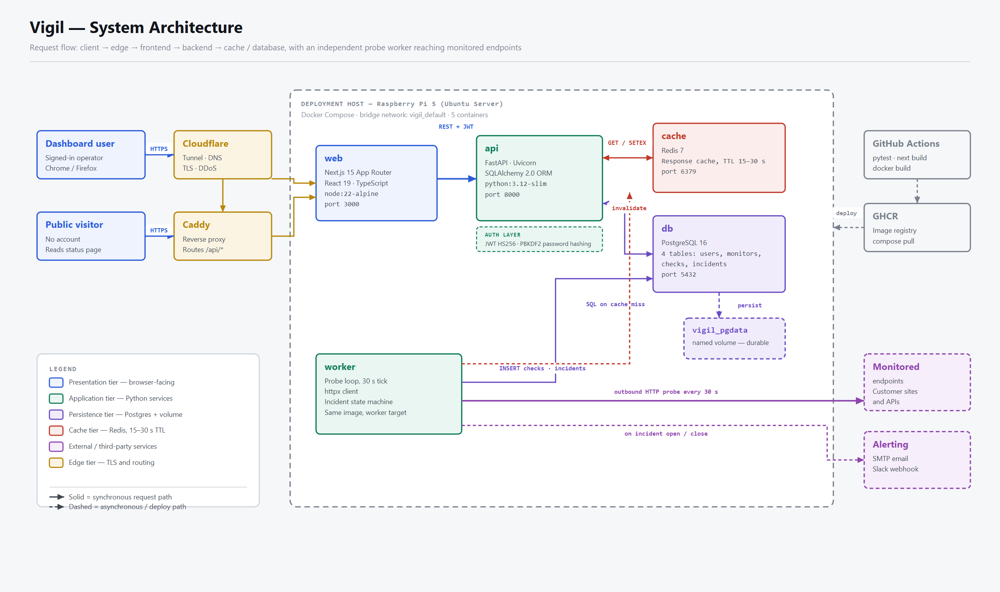 Vigil — System Architecture
Request flow: client → edge → frontend → backend → cache / database, with an independent probe worker reaching monitored endpoints
DEPLOYMENT HOST — Raspberry Pi 5 (Ubuntu Server)
Docker Compose · bridge network: vigil_default · 5 containers
Dashboard user
Signed-in operator
Chrome / Firefox
HTTPS
Cloudflare
Tunnel · DNS
TLS · DDoS
Public visitor
No account
Reads status page
HTTPS
Caddy
Reverse proxy
Routes /api/*
web
Next.js 15 App Router
React 19 · TypeScript
node:22-alpine
port 3000
REST + JWT
api
FastAPI · Uvicorn
SQLAlchemy 2.0 ORM
python:3.12-slim
port 8000
AUTH LAYER
JWT HS256 · PBKDF2 password hashing
GET / SETEX
cache
Redis 7
Response cache, TTL 15–30 s
port 6379
invalidate
db
PostgreSQL 16
4 tables: users, monitors,
checks, incidents
port 5432
SQL on cache miss
persist
vigil_pgdata
named volume — durable
worker
Probe loop, 30 s tick
httpx client
Incident state machine
Same image, worker target
INSERT checks · incidents
outbound HTTP probe every 30 s
on incident open / close
GitHub Actions
pytest · next build
docker build
deploy
GHCR
Image registry
compose pull
Monitored
endpoints
Customer sites
and APIs
Alerting
SMTP email
Slack webhook
LEGEND
Presentation tier — browser-facing
Application tier — Python services
Persistence tier — Postgres + volume
Cache tier — Redis, 15–30 s TTL
External / third-party services
Edge tier — TLS and routing
Solid = synchronous request path
Dashed = asynchronous / deploy path